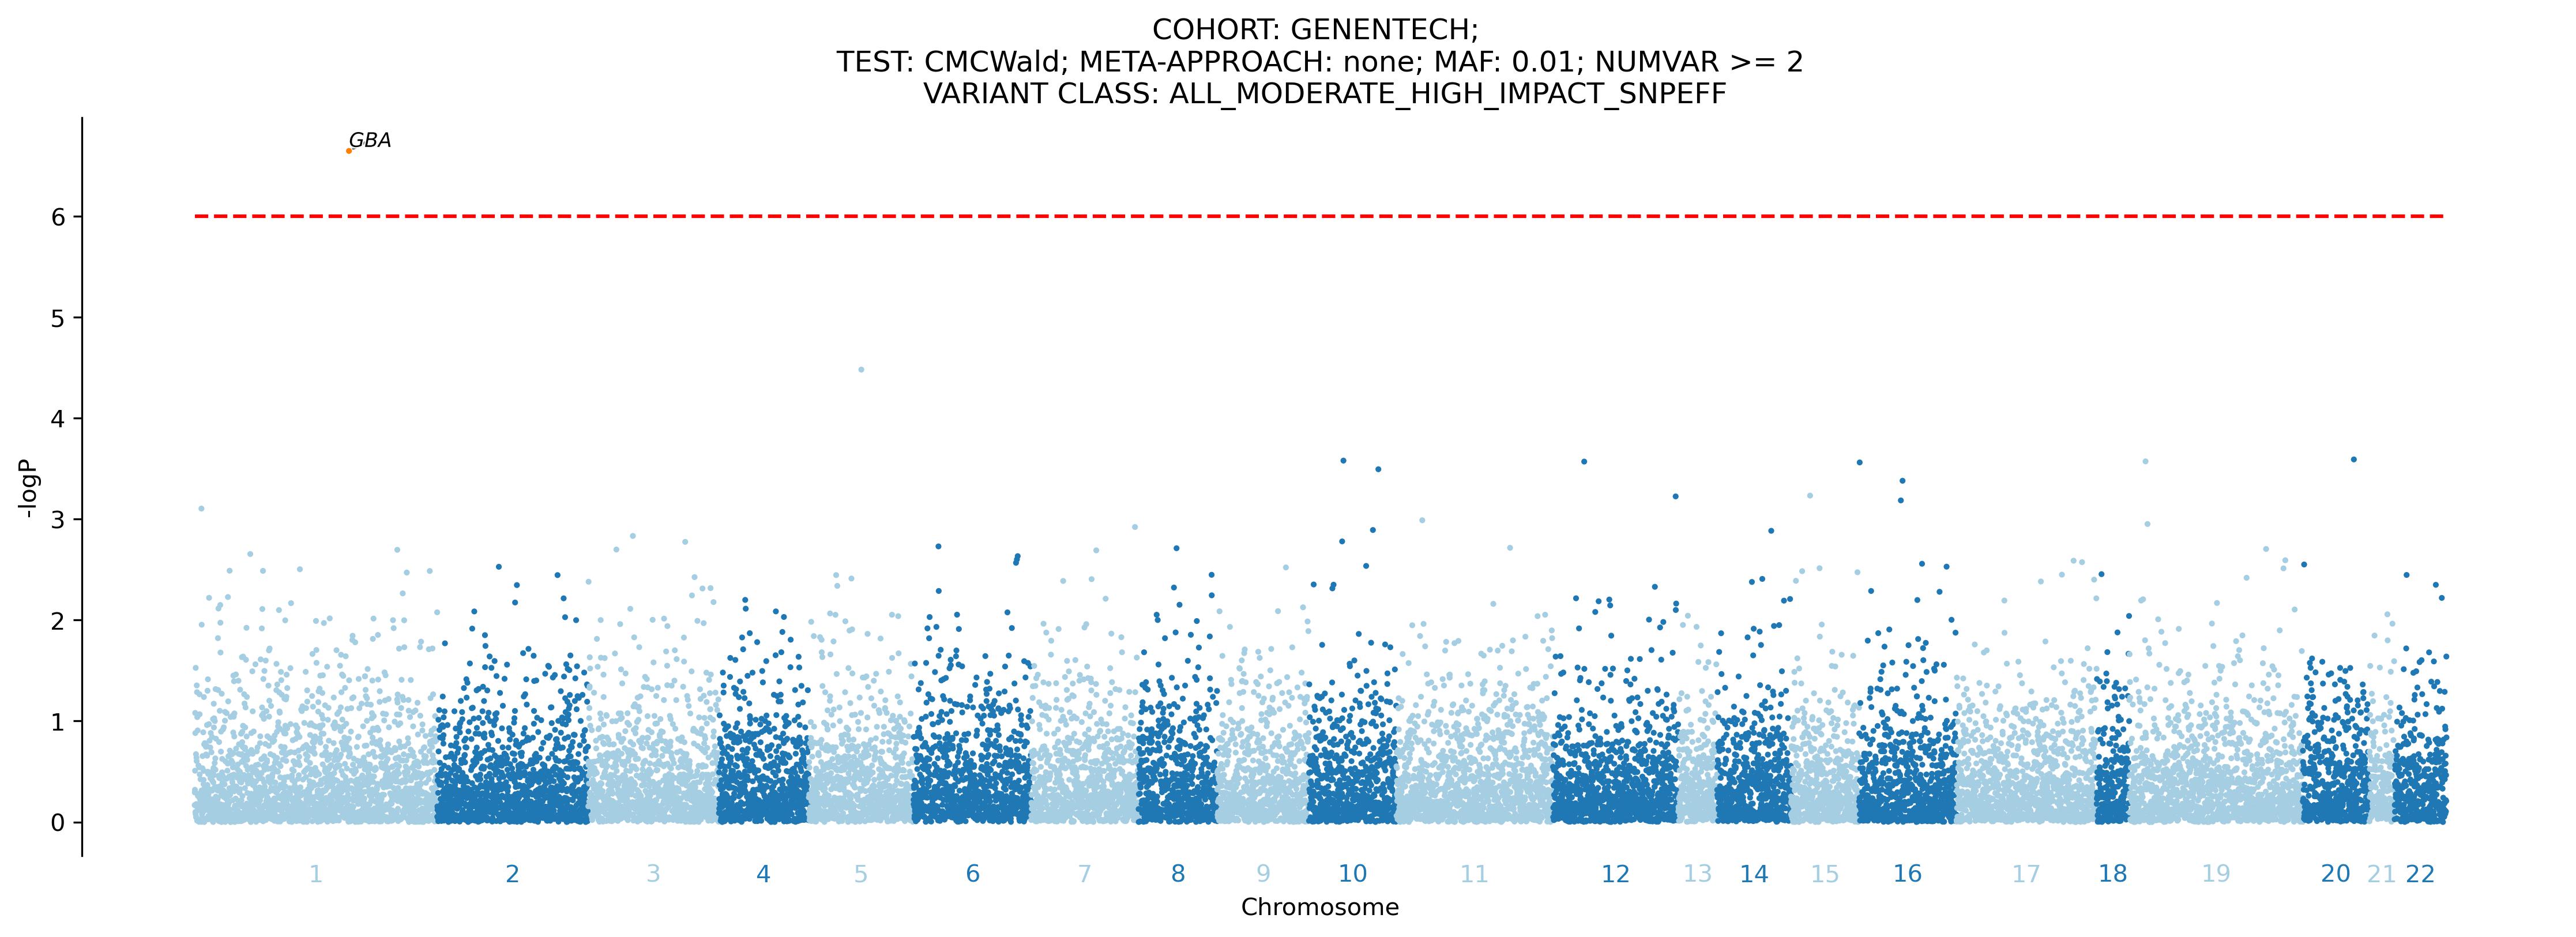 COHORT: GENENTECH;
TEST: CMCWald; META-APPROACH: none; MAF: 0.01; NUMVAR >= 2
VARIANT CLASS: ALL_MODERATE_HIGH_IMPACT_SNPEFF
GBA
6
5
4
3
2
1
0
-logP
1 2 3 4 5 6 7 8 9 10 11 12 13 14 15 16 17 18 19 20 21 22
Chromosome